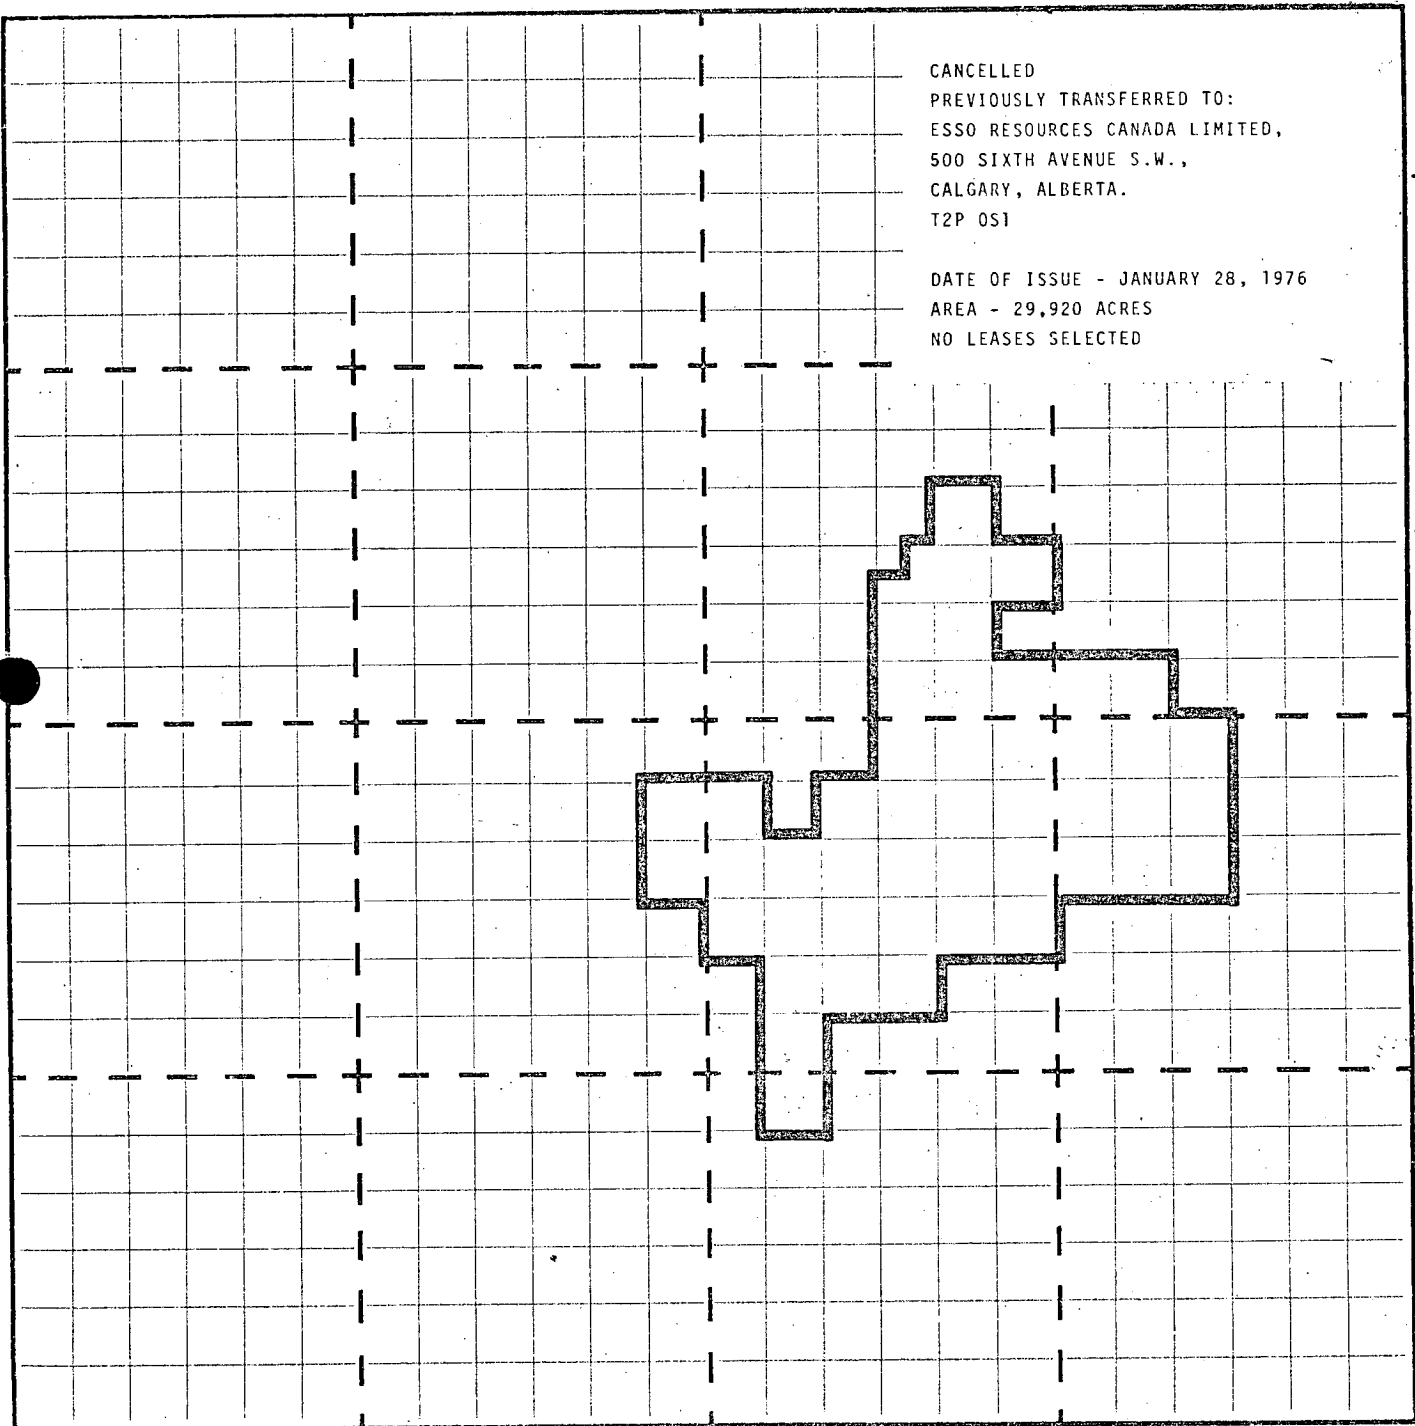 CANCELLED
PREVIOUSLY TRANSFERRED TO:
ESSO RESOURCES CANADA LIMITED,
500 SIXTH AVENUE S.W.,
CALGARY, ALBERTA.
T2P 0S1
DATE OF ISSUE - JANUARY 28, 1976
AREA - 29,920 ACRES
NO LEASES SELECTED